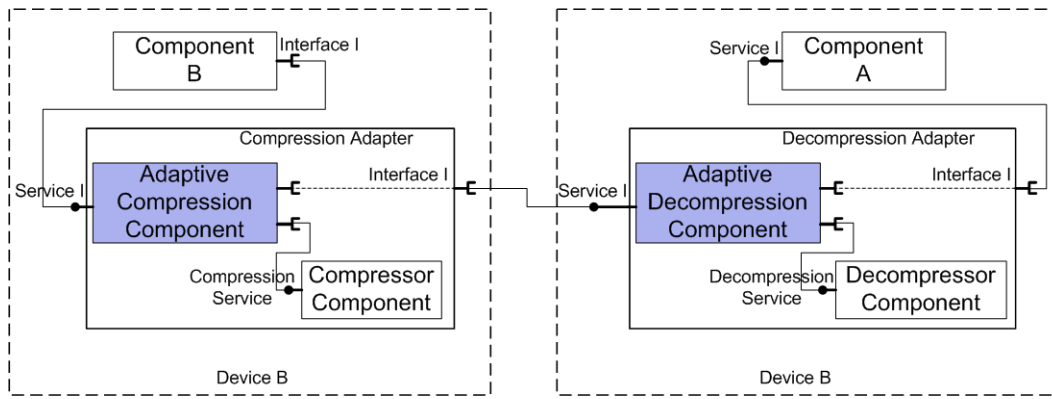 Component
B
Interface I
Compression Adapter
Service I
Adaptive
Compression
Component
Interface I
Compression
Service
Compressor
Component
Device B
Service I
Component
A
Decompression Adapter
Service I
Adaptive
Decompression
Component
Interface I
Decompression
Service
Decompressor
Component
Device B